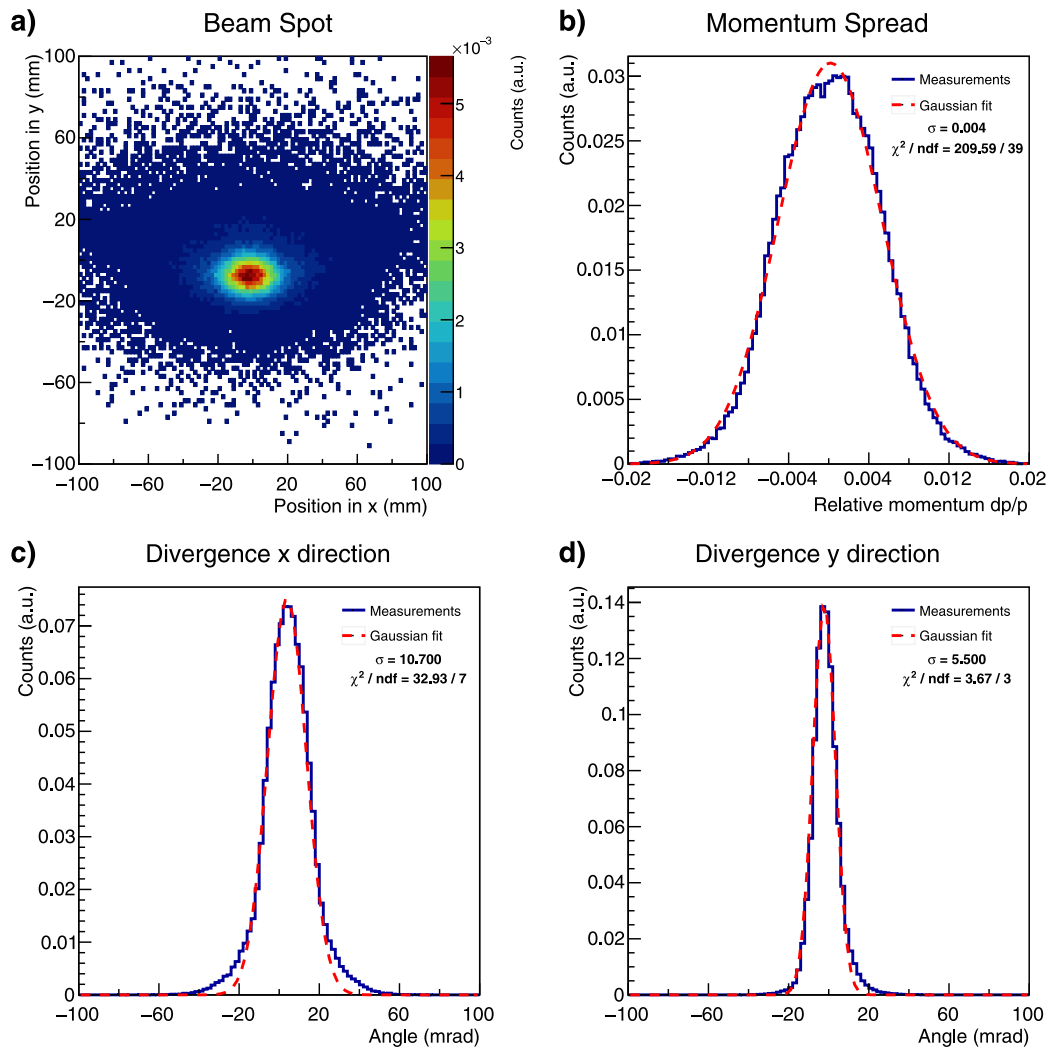 a)
Beam Spot
×10⁻³
Counts (a.u.)
Position in y (mm)
100
60
20
−20
−60
−100
5
4
3
2
1
0
−100 −60 −20 20 60 100
Position in x (mm)
Momentum Spread
b)
Counts (a.u.)
0.03
0.025
0.02
0.015
0.01
0.005
0
Measurements
Gaussian fit
σ = 0.004
χ² / ndf = 209.59 / 39
−0.02 −0.012 −0.004 0.004 0.012 0.02
Relative momentum dp/p
c)
Divergence x direction
Counts (a.u.)
0.07
0.06
0.05
0.04
0.03
0.02
0.01
0
Measurements
Gaussian fit
σ = 10.700
χ² / ndf = 32.93 / 7
−100 −60 −20 20 60 100
Angle (mrad)
d)
Divergence y direction
Counts (a.u.)
0.14
0.12
0.1
0.08
0.06
0.04
0.02
0
Measurements
Gaussian fit
σ = 5.500
χ² / ndf = 3.67 / 3
−100 −60 −20 20 60 100
Angle (mrad)